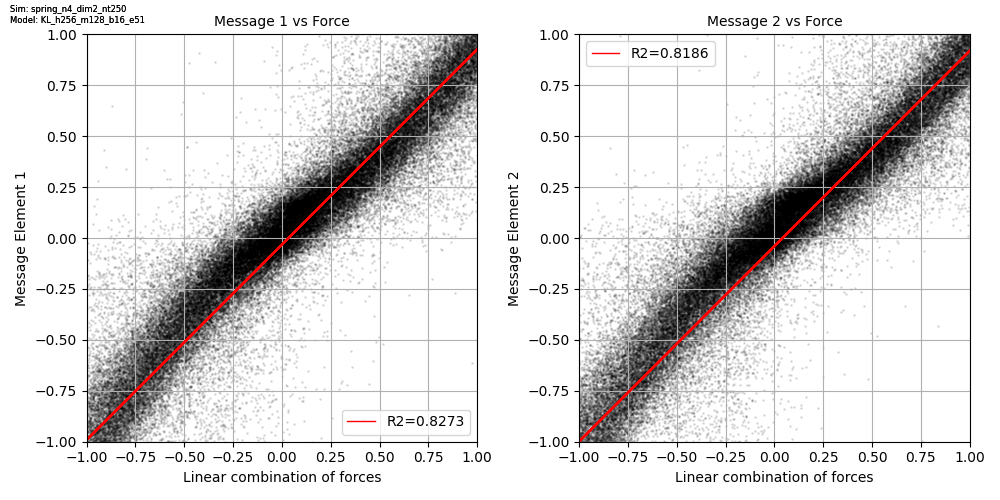 Sim: spring_n4_dim2_nt250
Model: KL_h256_m128_b16_e51
Message 1 vs Force
1.00
0.75
0.50
0.25
0.00
−0.25
−0.50
−0.75
−1.00
Message Element 1
R2=0.8273
−1.00 −0.75 −0.50 −0.25 0.00 0.25 0.50 0.75 1.00
Linear combination of forces
Message 2 vs Force
1.00
0.75
0.50
0.25
0.00
−0.25
−0.50
−0.75
−1.00
Message Element 2
R2=0.8186
−1.00 −0.75 −0.50 −0.25 0.00 0.25 0.50 0.75 1.00
Linear combination of forces